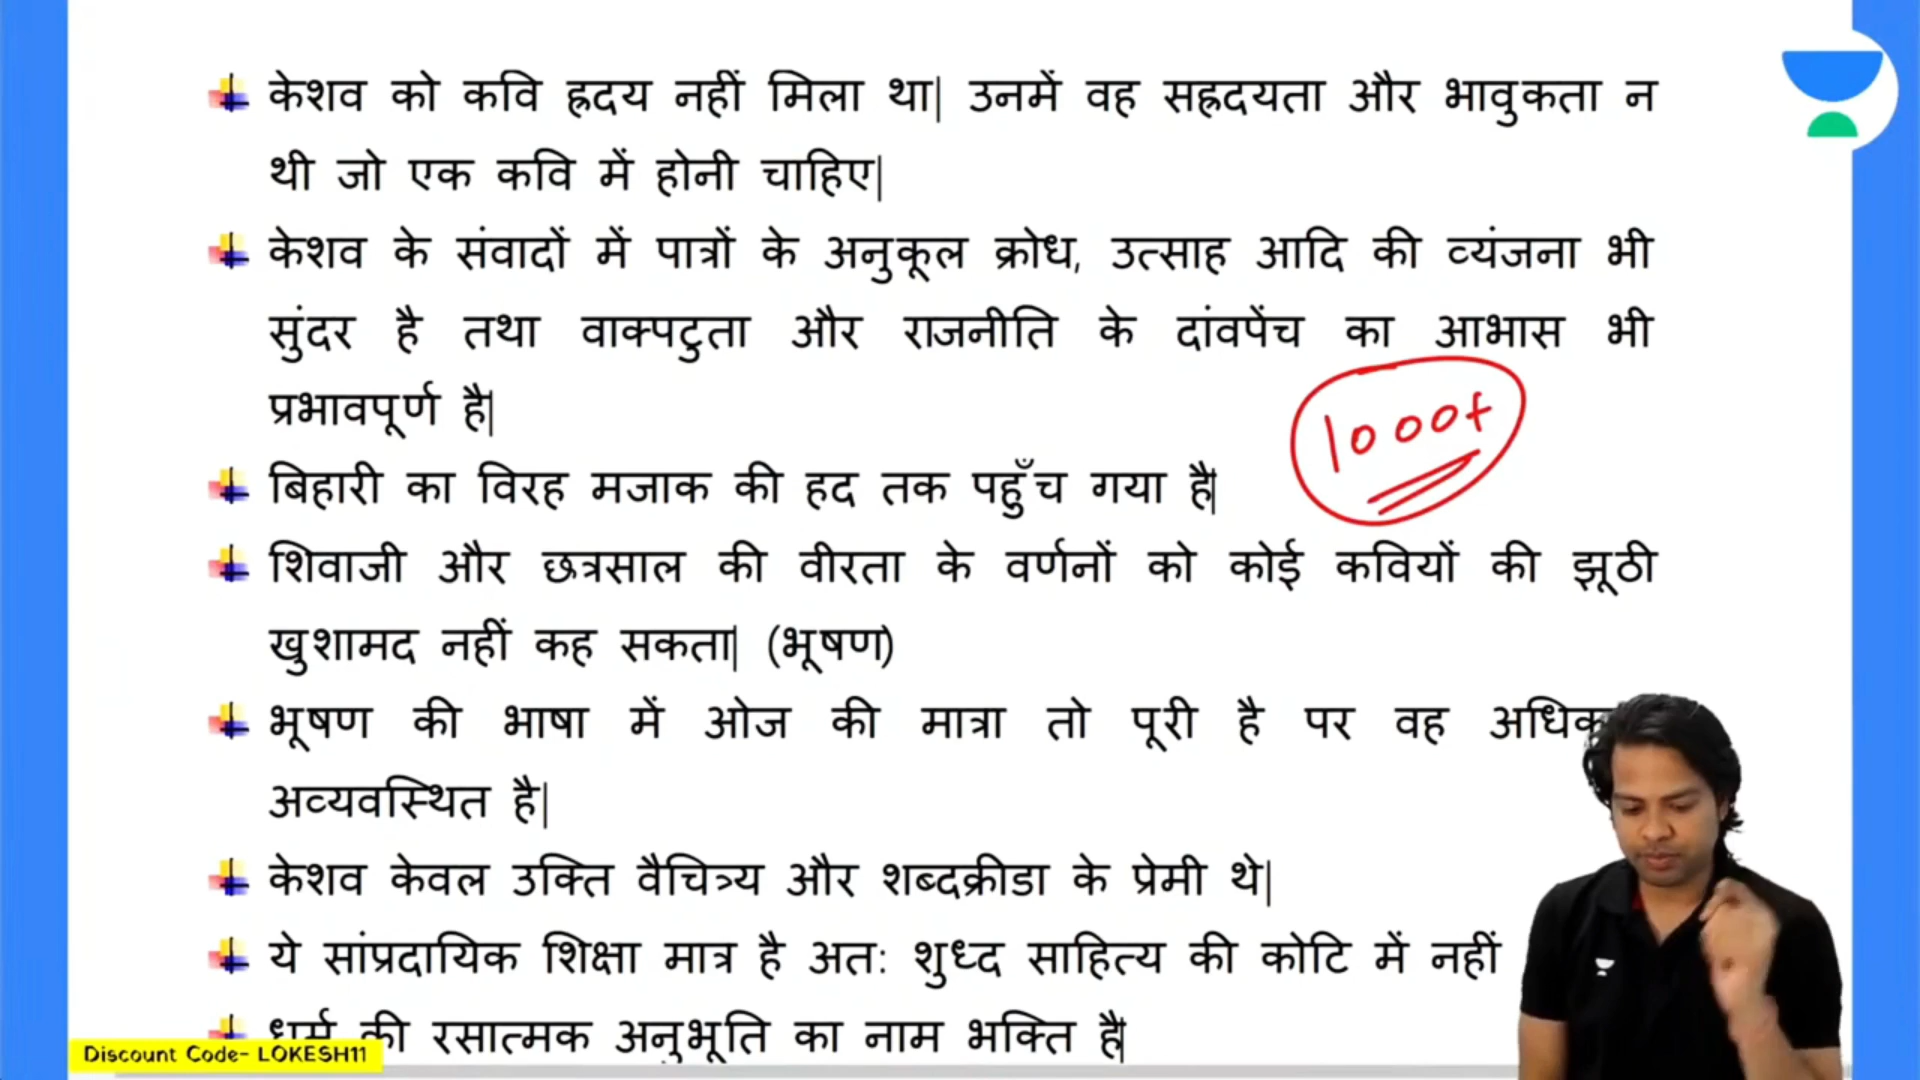 केशव को कवि ह्रदय नहीं मिला था| उनमें वह सह्रदयता और भावुकता न
थी जो एक कवि में होनी चाहिए|
केशव के संवादों में पात्रों के अनुकूल क्रोध, उत्साह आदि की व्यंजना भी
सुंदर है तथा वाक्पटुता और राजनीति के दांवपेंच का आभास भी
प्रभावपूर्ण है|
1000+
बिहारी का विरह मजाक की हद तक पहुँच गया है|
शिवाजी और छत्रसाल की वीरता के वर्णनों को कोई कवियों की झूठी
खुशामद नहीं कह सकता| (भूषण)
भूषण की भाषा में ओज की मात्रा तो पूरी है पर वह
अव्यवस्थित है|
केशव केवल उक्ति वैचित्र्य और शब्दक्रीडा के प्रेमी थे|
ये सांप्रदायिक शिक्षा मात्र है अत: शुध्द साहित्य की कोटि में नहीं
धर्म की रसात्मक अनुभूति का नाम भक्ति है|
Discount Code- LOKESH11